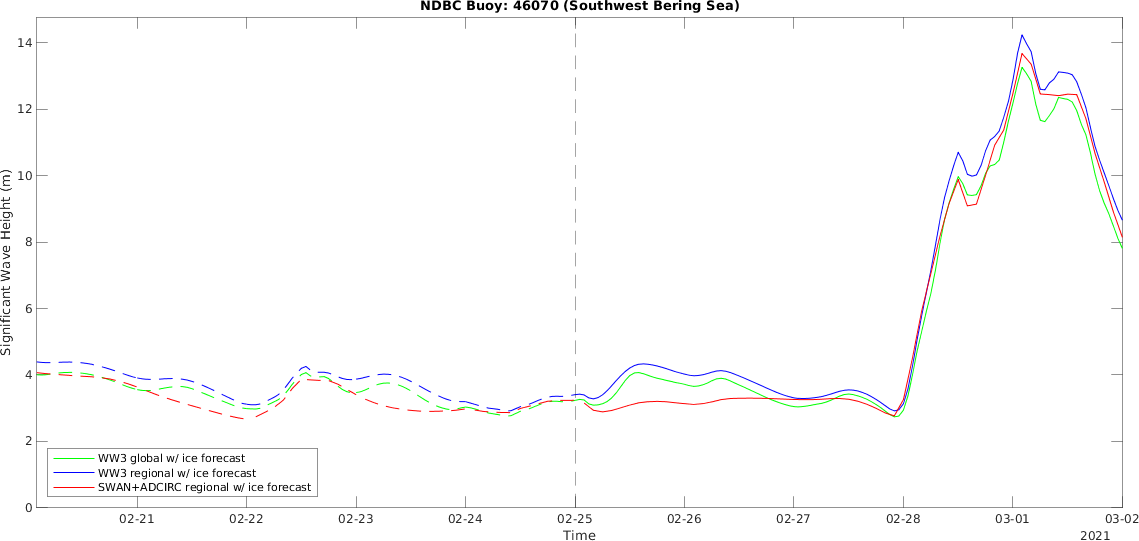 NDBC Buoy: 46070 (Southwest Bering Sea)
Significant Wave Height (m)
14
12
10
8
6
4
2
0
WW3 global w/ ice forecast
WW3 regional w/ ice forecast
SWAN+ADCIRC regional w/ ice forecast
02-21 02-22 02-23 02-24 02-25 02-26 02-27 02-28 03-01 03-02
Time
2021